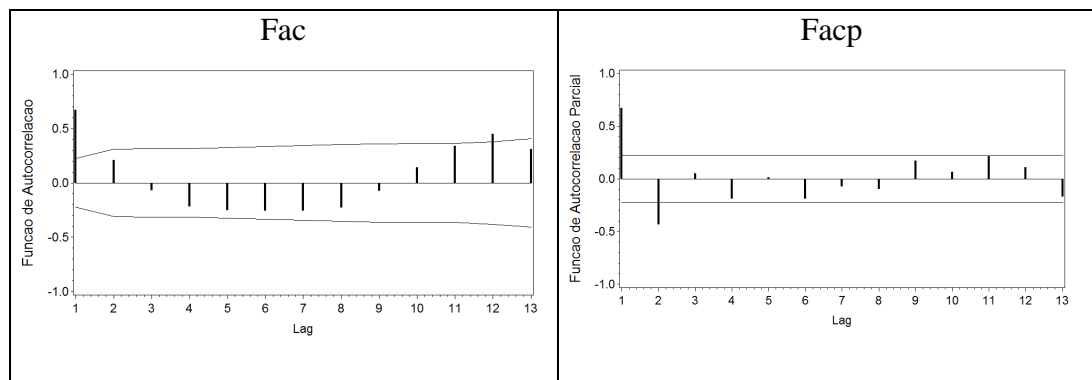 Fac
Funcao de Autocorrelacao
1.0
0.5
0.0
-0.5
-1.0
1 2 3 4 5 6 7 8 9 10 11 12 13
Lag
Facp
Funcao de Autocorrelacao Parcial
1.0
0.5
0.0
-0.5
-1.0
1 2 3 4 5 6 7 8 9 10 11 12 13
Lag